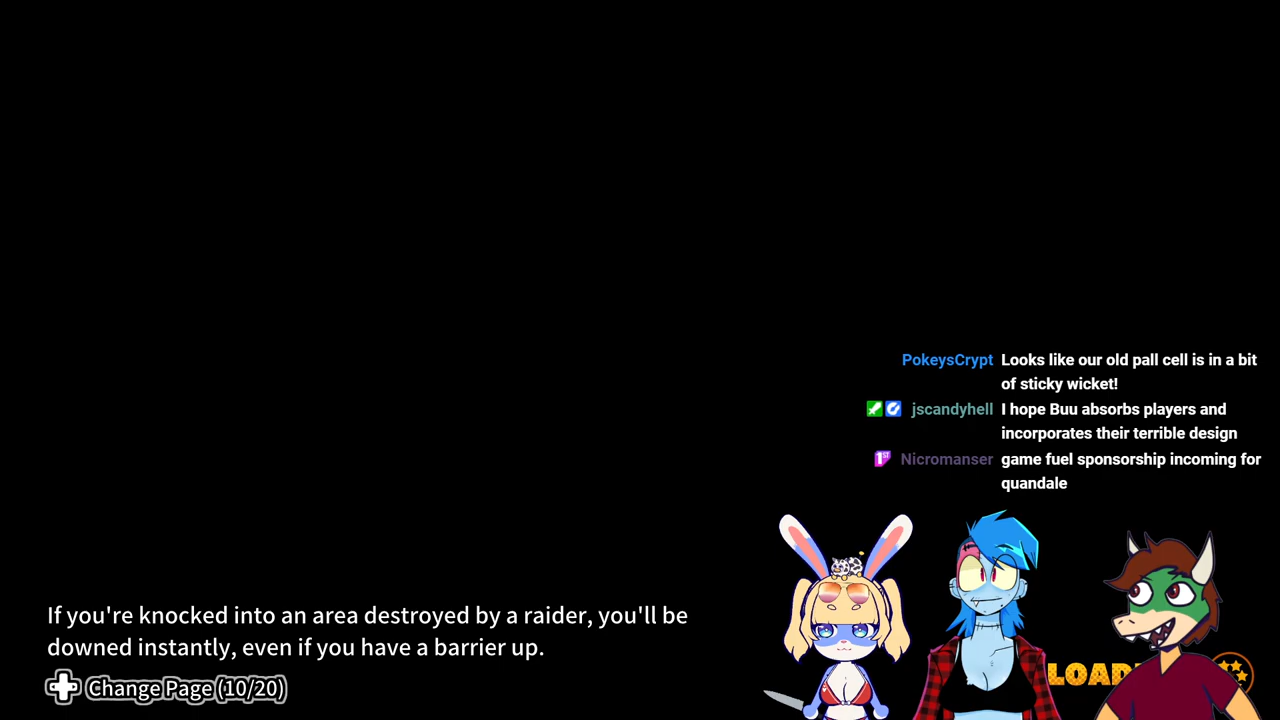 PokeysCrypt Looks like our old pall cell is in a bit
of sticky wicket!
jscandyhell I hope Buu absorbs players and
incorporates their terrible design
1ST Nicromanser game fuel sponsorship incoming for
quandale
If you're knocked into an area destroyed by a raider, you'll be
downed instantly, even if you have a barrier up.
Change Page (10/20)
LOAD